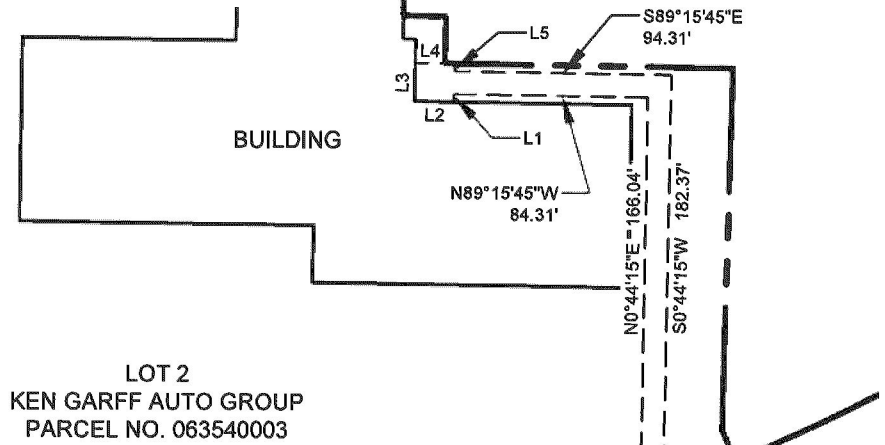 S89°15'45"E
94.31'
L5
L4
L3
L2
L1
BUILDING
N89°15'45"W
84.31'
N0°44'15"E 166.04'
S0°44'15"W 182.37'
LOT 2
KEN GARFF AUTO GROUP
PARCEL NO. 063540003